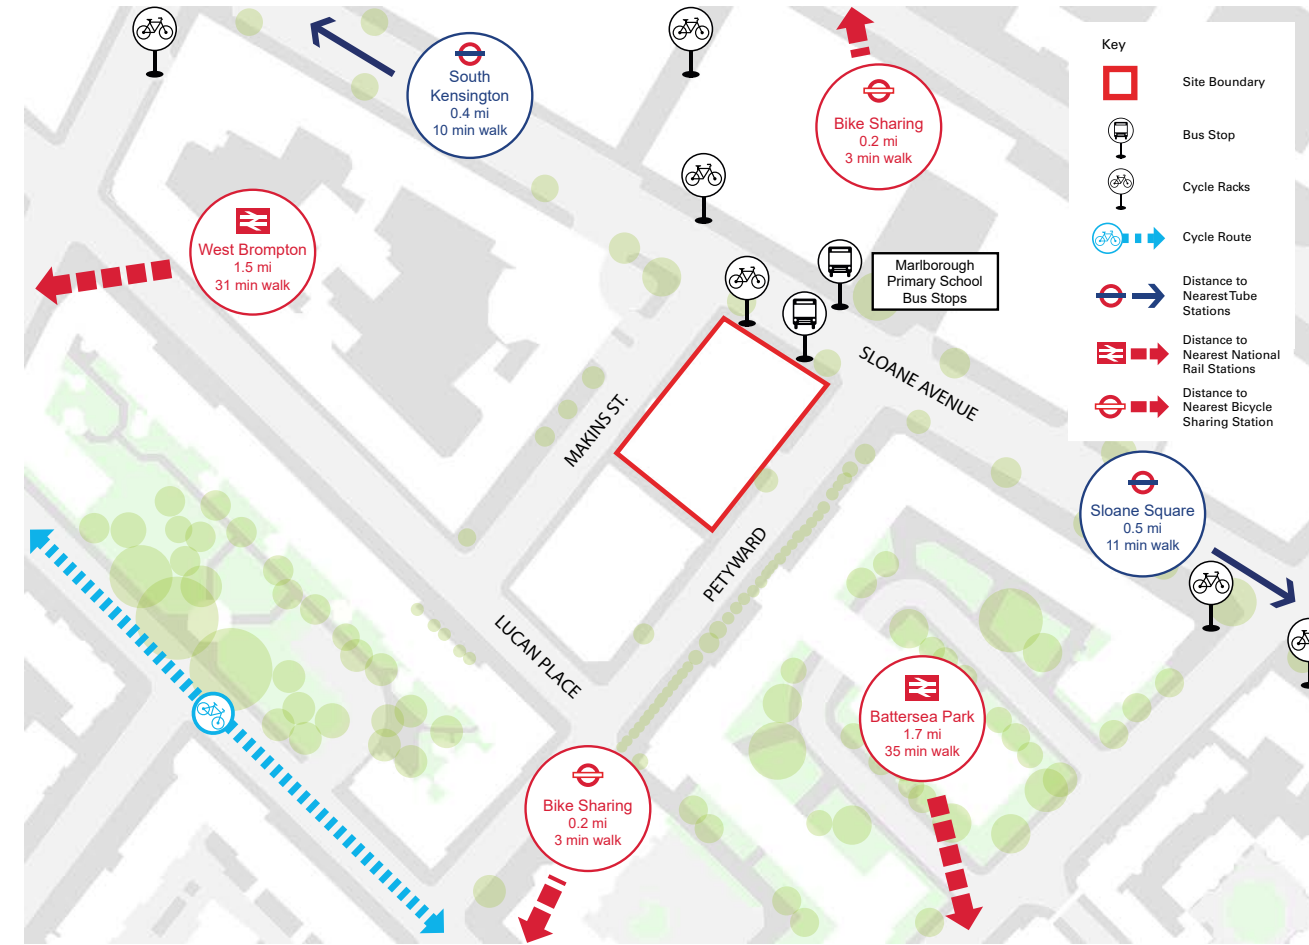 South
Kensington
0.4 mi
10 min walk
Bike Sharing
0.2 mi
3 min walk
West Brompton
1.5 mi
31 min walk
Marlborough
Primary School
Bus Stops
SLOANE AVENUE
MAKINS ST.
PETYWARD
LUCAN PLACE
Sloane Square
0.5 mi
11 min walk
Battersea Park
1.7 mi
35 min walk
Bike Sharing
0.2 mi
3 min walk
Key
Site Boundary
Bus Stop
Cycle Racks
Cycle Route
Distance to
Nearest Tube
Stations
Distance to
Nearest National
Rail Stations
Distance to
Nearest Bicycle
Sharing Station